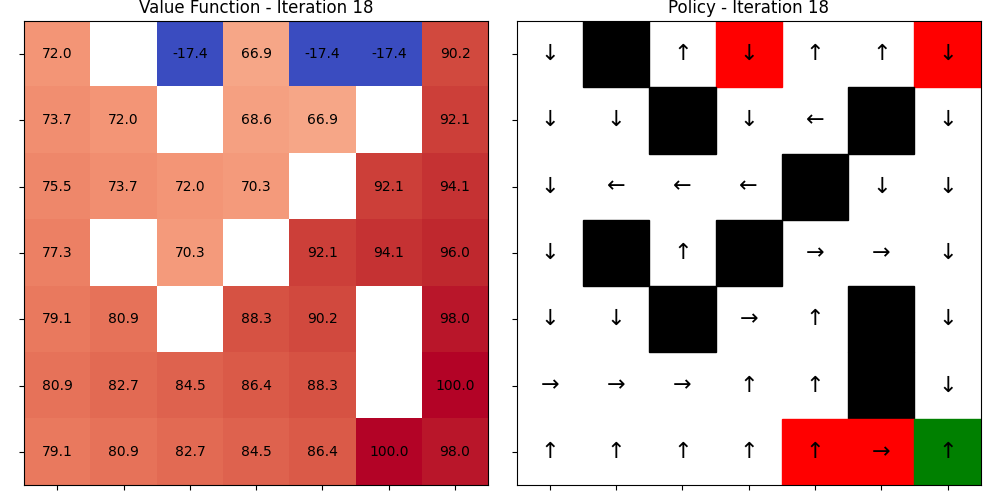 Value Function - Iteration 18
Policy - Iteration 18
72.0 -17.4 66.9 -17.4 -17.4 90.2
↓ ↑ ↓ ↑ ↑ ↓
73.7 72.0 68.6 66.9 92.1
↓ ↓ ↓ ← ↓
75.5 73.7 72.0 70.3 92.1 94.1
↓ ← ← ← ↓ ↓
77.3 70.3 92.1 94.1 96.0
↓ ↑ → → ↓
79.1 80.9 88.3 90.2 98.0
↓ ↓ → ↑ ↓
80.9 82.7 84.5 86.4 88.3 100.0
→ → → ↑ ↑ ↓
79.1 80.9 82.7 84.5 86.4 100.0 98.0
↑ ↑ ↑ ↑ ↑ → ↑